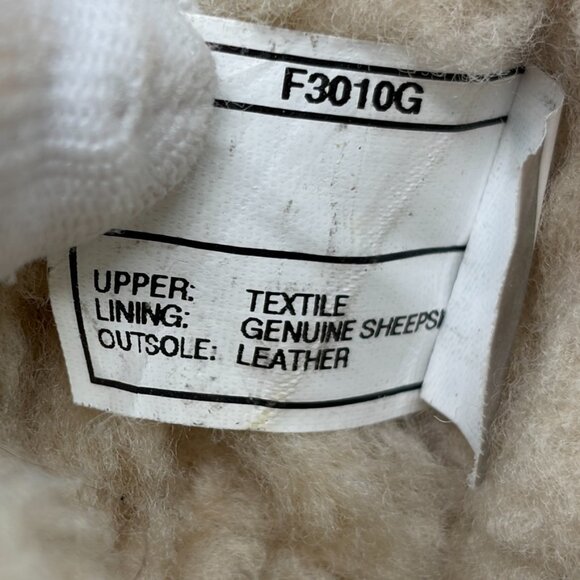 F3010G
UPPER: TEXTILE
LINING: GENUINE SHEEPS
OUTSOLE: LEATHER